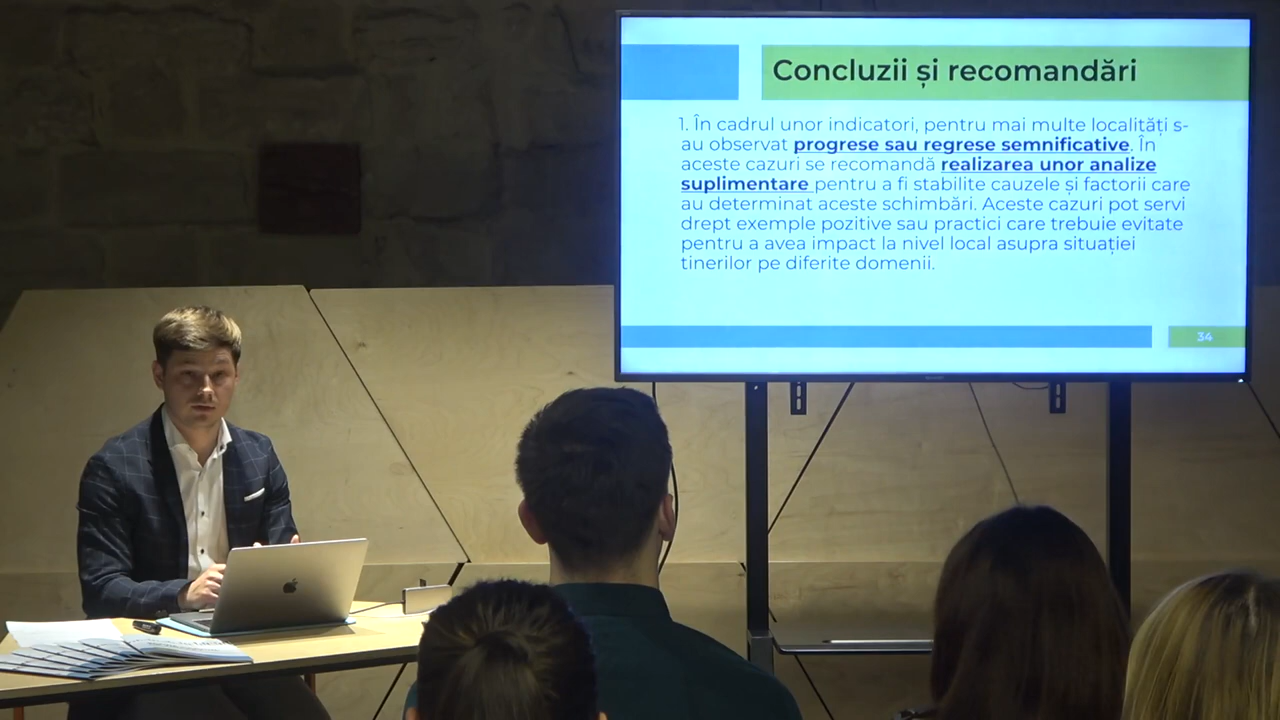 Concluzii și recomandări
1. În cadrul unor indicatori, pentru mai multe localități s-
au observat progrese sau regrese semnificative. În
aceste cazuri se recomandă realizarea unor analize
suplimentare pentru a fi stabilite cauzele și factorii care
au determinat aceste schimbări. Aceste cazuri pot servi
drept exemple pozitive sau practici care trebuie evitate
pentru a avea impact la nivel local asupra situației
tinerilor pe diferite domenii.
34